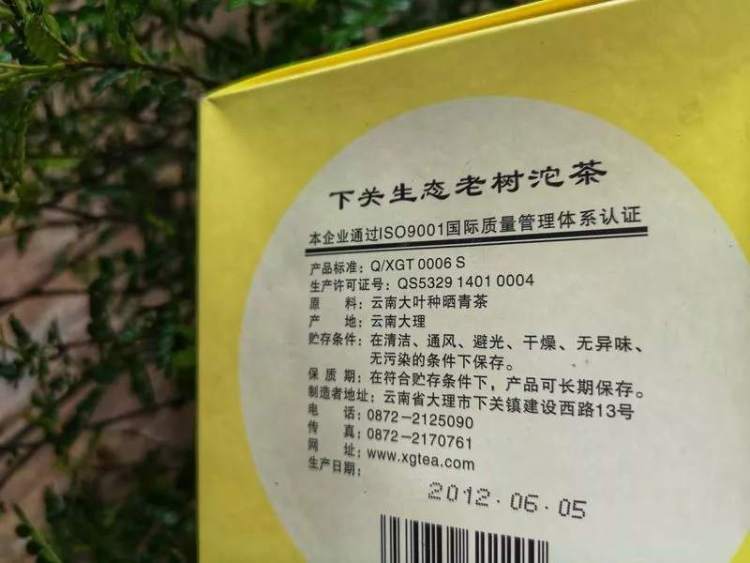 下关生态老树沱茶
本企业通过ISO9001国际质量管理体系认证
产品标准：Q/XGT 0006 S
生产许可证号：QS5329 1401 0004
原　　料：云南大叶种晒青茶
产　　地：云南大理
贮存条件：在清洁、通风、避光、干燥、无异味、
无污染的条件下保存。
保 质 期：在符合贮存条件下，产品可长期保存。
制造者地址：云南省大理市下关镇建设西路13号
电　　话：0872－2125090
传　　真：0872－2170761
网　　址：www.xgtea.com
生产日期：
2012.06.05